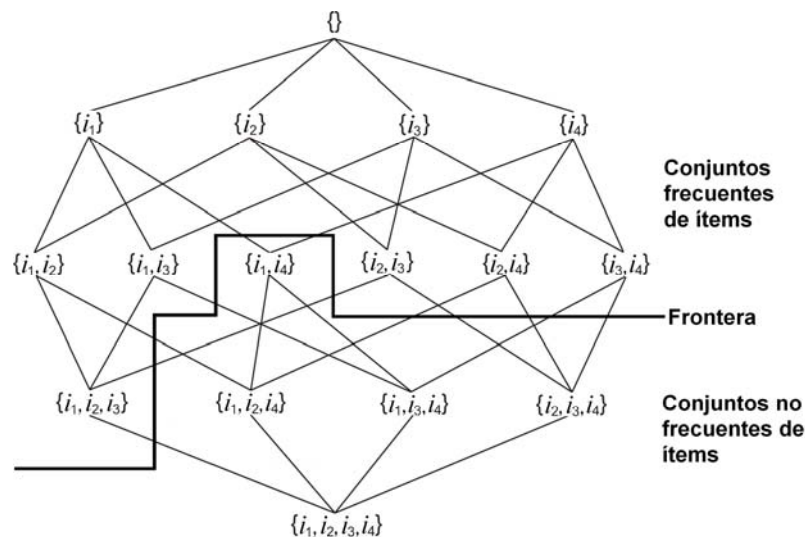 {}
{i₁} {i₂} {i₃} {i₄}
Conjuntos
frecuentes
de ítems
{i₁, i₂} {i₁, i₃} {i₁, i₄} {i₂, i₃} {i₂, i₄} {i₃, i₄}
Frontera
{i₁, i₂, i₃} {i₁, i₂, i₄} {i₁, i₃, i₄} {i₂, i₃, i₄}
Conjuntos no
frecuentes de
ítems
{i₁, i₂, i₃, i₄}